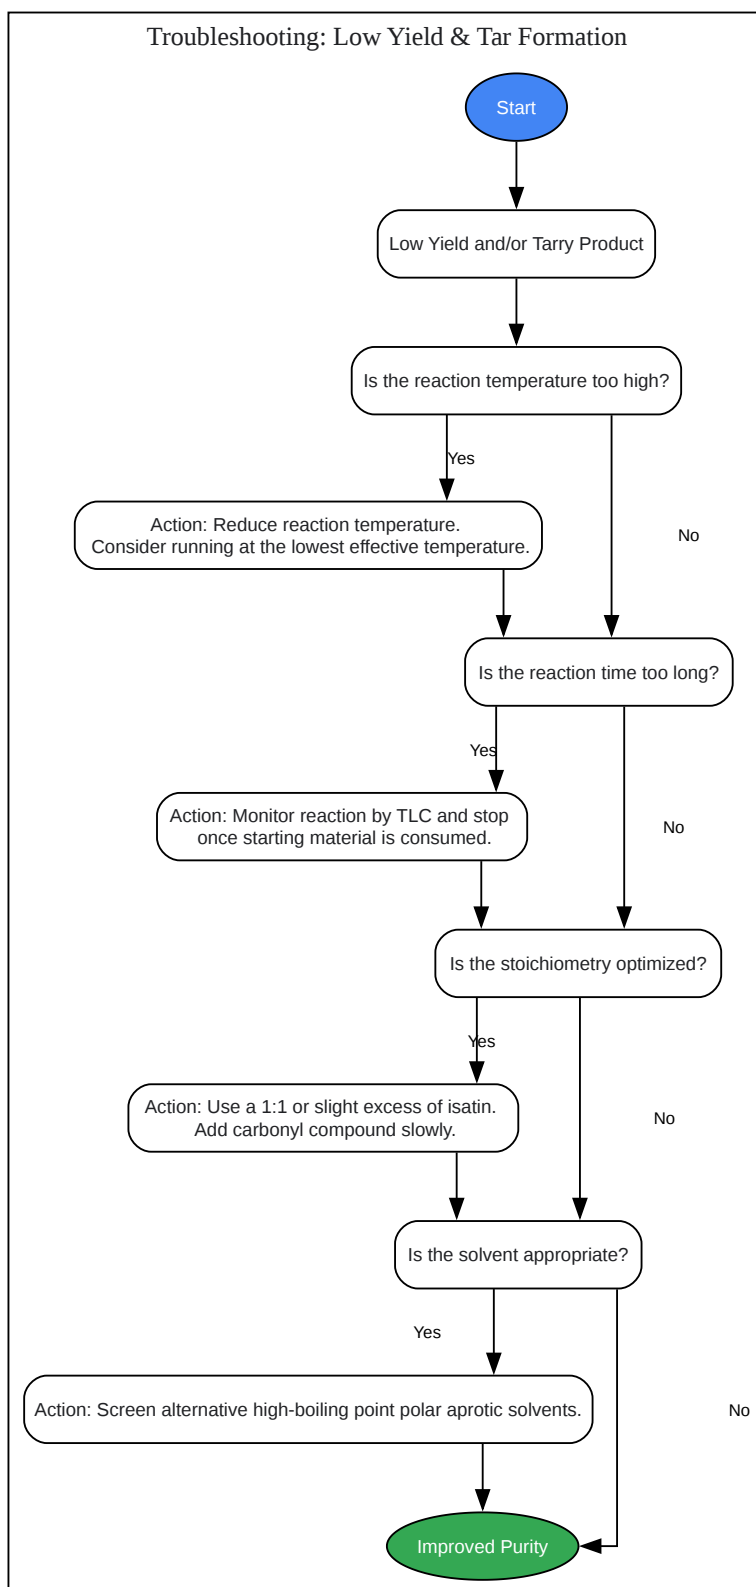 Troubleshooting: Low Yield & Tar Formation
Start
Low Yield and/or Tarry Product
Is the reaction temperature too high?
Yes
Action: Reduce reaction temperature.
Consider running at the lowest effective temperature.
No
Is the reaction time too long?
Yes
Action: Monitor reaction by TLC and stop
once starting material is consumed.
No
Is the stoichiometry optimized?
Yes
Action: Use a 1:1 or slight excess of isatin.
Add carbonyl compound slowly.
No
Is the solvent appropriate?
Yes
Action: Screen alternative high-boiling point polar aprotic solvents.
No
Improved Purity